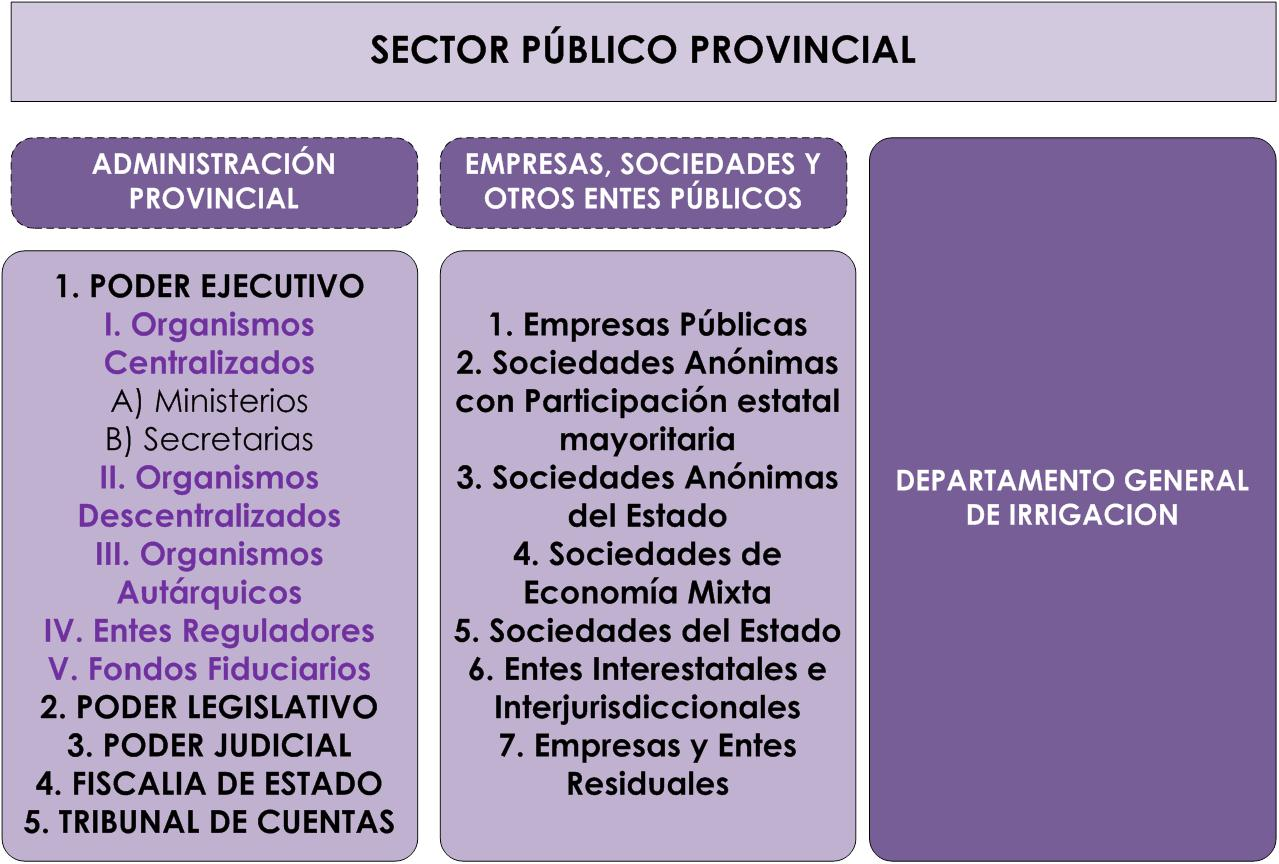 SECTOR PÚBLICO PROVINCIAL
ADMINISTRACIÓN
PROVINCIAL
1. PODER EJECUTIVO
I. Organismos
Centralizados
A) Ministerios
B) Secretarias
II. Organismos
Descentralizados
III. Organismos
Autárquicos
IV. Entes Reguladores
V. Fondos Fiduciarios
2. PODER LEGISLATIVO
3. PODER JUDICIAL
4. FISCALIA DE ESTADO
5. TRIBUNAL DE CUENTAS
EMPRESAS, SOCIEDADES Y
OTROS ENTES PÚBLICOS
1. Empresas Públicas
2. Sociedades Anónimas
con Participación estatal
mayoritaria
3. Sociedades Anónimas
del Estado
4. Sociedades de
Economía Mixta
5. Sociedades del Estado
6. Entes Interestatales e
Interjurisdiccionales
7. Empresas y Entes
Residuales
DEPARTAMENTO GENERAL
DE IRRIGACION